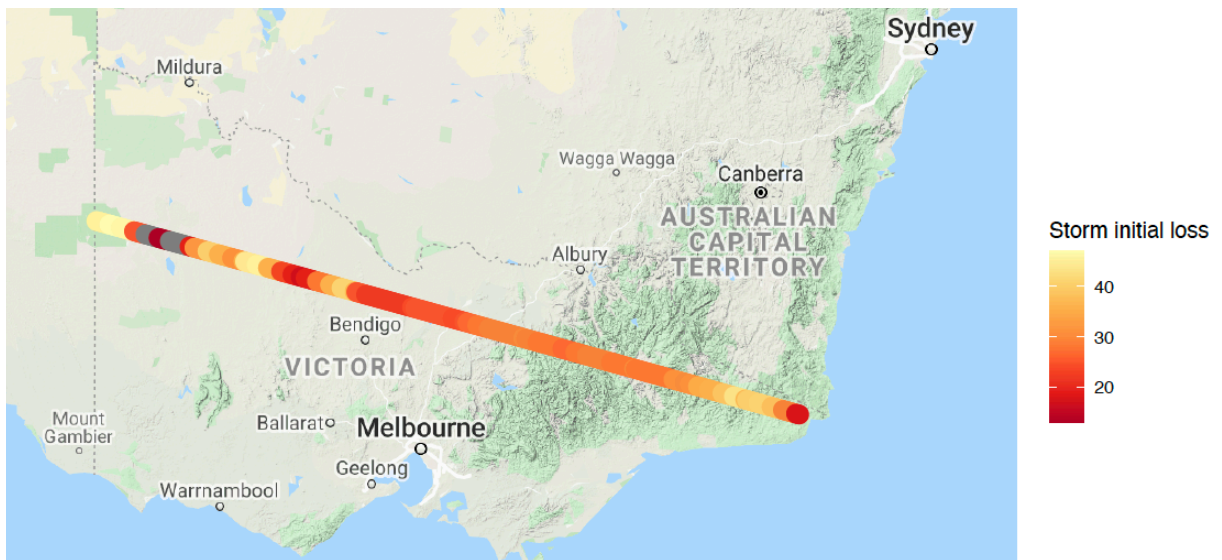 Sydney
Mildura
Wagga Wagga
Canberra
AUSTRALIAN
CAPITAL
TERRITORY
Albury
Bendigo
VICTORIA
Ballarat
Mount
Gambier
Melbourne
Geelong
Warrnambool
Storm initial loss
40
30
20